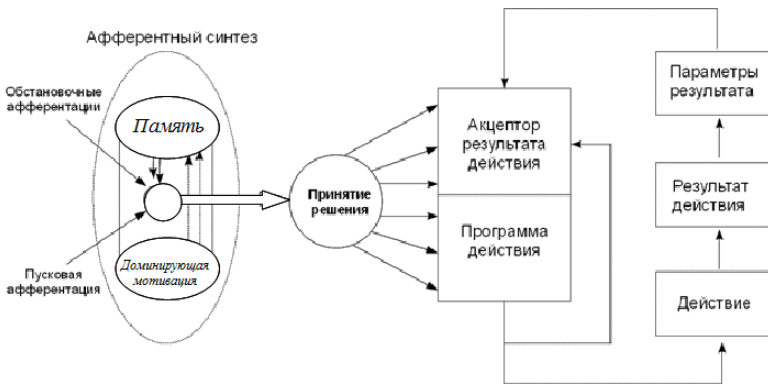 Афферентный синтез
Обстановочные
афферентации
Память
Пусковая
афферентация
Доминирующая
мотивация
Принятие
решения
Акцептор
результата
действия
Программа
действия
Параметры
результата
Результат
действия
Действие